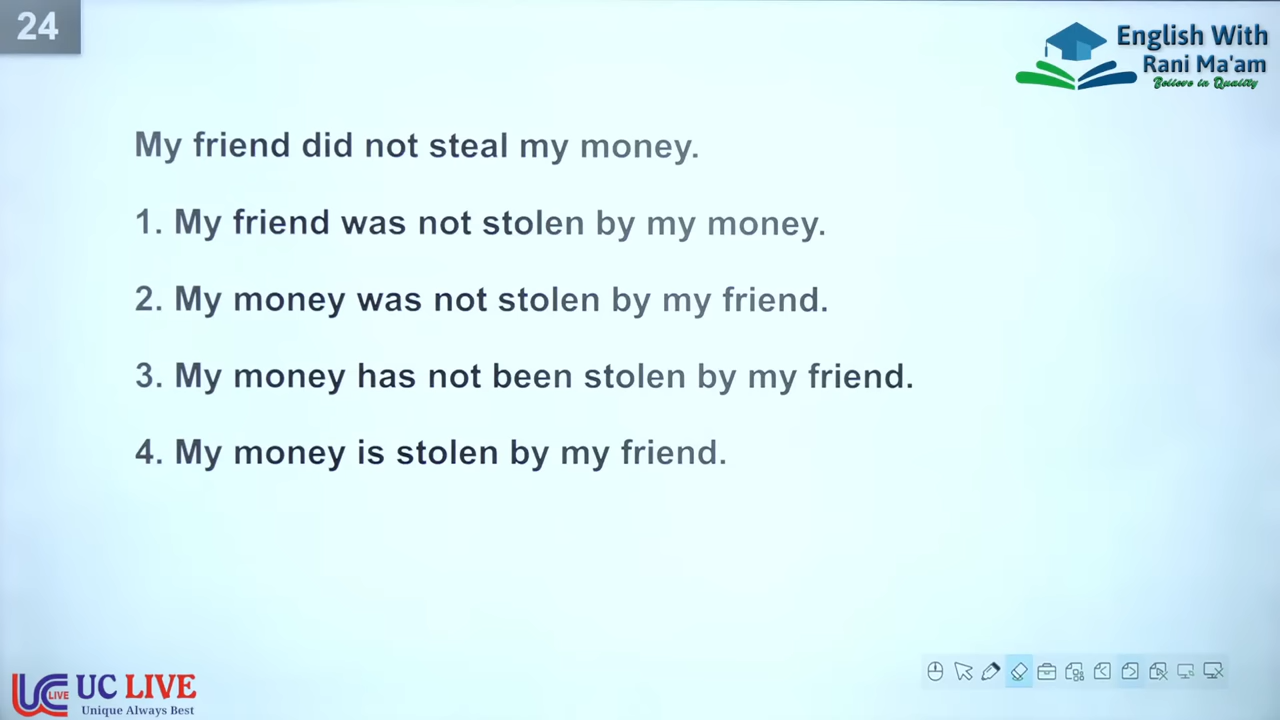 24
English With
Rani Ma'am
Believe in Quality
My friend did not steal my money.
1. My friend was not stolen by my money.
2. My money was not stolen by my friend.
3. My money has not been stolen by my friend.
4. My money is stolen by my friend.
UC LIVE UC LIVE
Unique Always Best